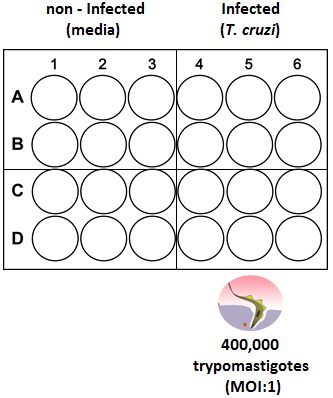 non - Infected
(media)
Infected
(T. cruzi)
1 2 3 4 5 6
A
B
C
D
400,000
trypomastigotes
(MOI:1)